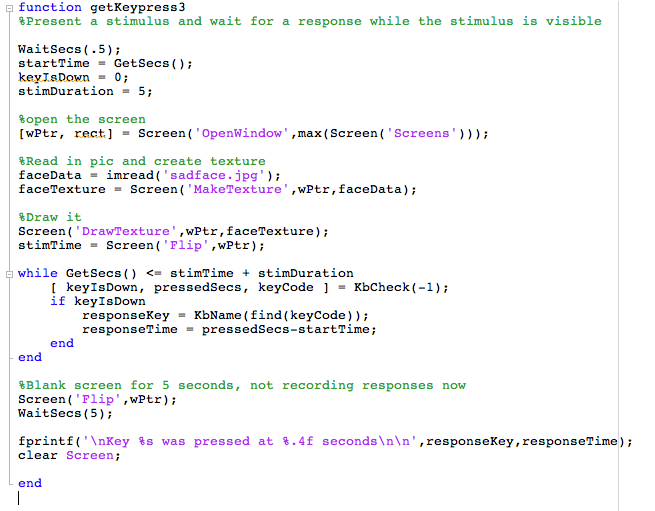 function getKeypress3
%Present a stimulus and wait for a response while the stimulus is visible
WaitSecs(.5);
startTime = GetSecs();
keyIsDown = 0;
stimDuration = 5;
%open the screen
[wPtr, rect] = Screen('OpenWindow',max(Screen('Screens')));
%Read in pic and create texture
faceData = imread('sadface.jpg');
faceTexture = Screen('MakeTexture',wPtr,faceData);
%Draw it
Screen('DrawTexture',wPtr,faceTexture);
stimTime = Screen('Flip',wPtr);
while GetSecs() <= stimTime + stimDuration
    [ keyIsDown, pressedSecs, keyCode ] = KbCheck(-1);
    if keyIsDown
        responseKey = KbName(find(keyCode));
        responseTime = pressedSecs-startTime;
    end
end
%Blank screen for 5 seconds, not recording responses now
Screen('Flip',wPtr);
WaitSecs(5);
fprintf('\nKey %s was pressed at %.4f seconds\n\n',responseKey,responseTime);
clear Screen;
end